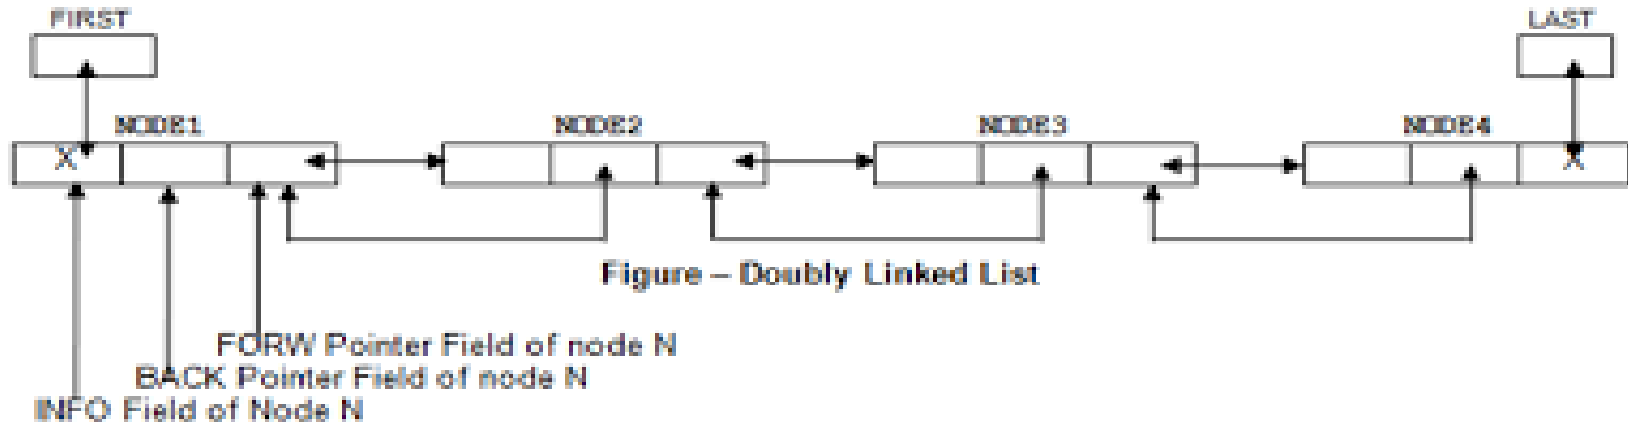 FIRST
LAST
NODE1
NODE2
NODE3
NODE4
X
X
Figure – Doubly Linked List
FORW Pointer Field of node N
BACK Pointer Field of node N
INFO Field of Node N